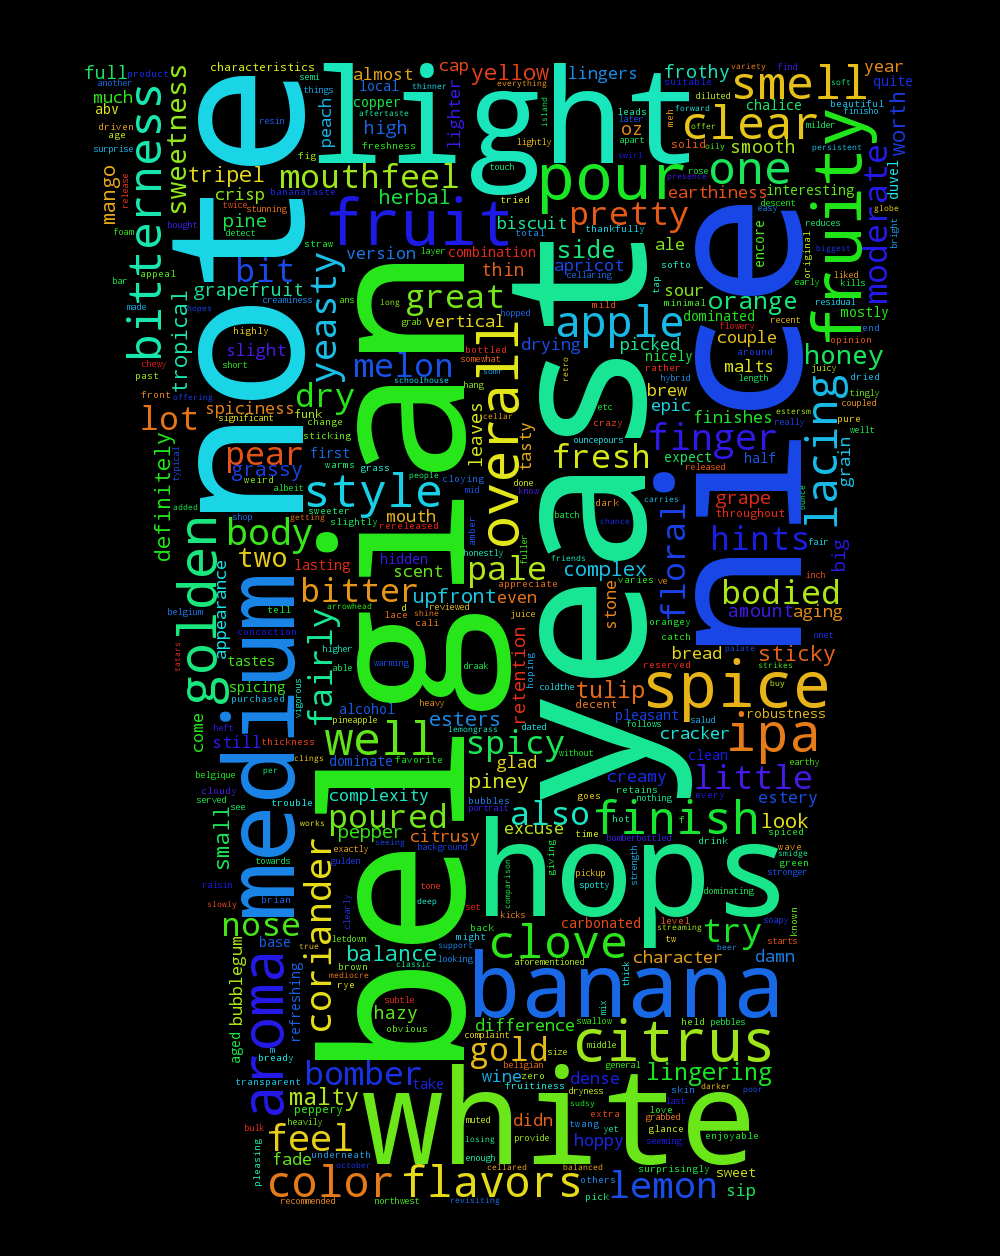 full
product
another
much
abv
driven
age
surprise
mango
release
bitterness
sweetness
characteristics
semi
things
note
light
peach
almost
local
copper
aftertaste
high
freshness
lighter
cap
yellow
thinner
everything
lightly
island
lingers
oz
apart
later
leads
men
frothy
forward
variety
suitable
offer
solid
oily
smell
clear
diluted
chalice
soft
beautiful
finisho
milder
smooth
persistent
year
quite
worth
duvel
globe
bright
resin
fig
tripel
crisp
bananataste
twice
stunning
bought
detect
foam
pine
appeal
bar
made
mouthfeel
herbal
touch
tried
pour
swirl
presence
rose
one
earthiness
interesting
descent
easy
fruity
moderate
fruit
straw
layer
total
biscuit
thankfully
pretty
version
combination
side
ale
encore
reduces
original
biggest
bit
grapefruit
creaminess
hopes
yeasty
ans
long
grab
great
vertical
thin
apricot
cellaring
mild
tap
softo
sour
minimal
orange
early
liked
kills
residual
mostly
tropical
highly
slight
short
chewy
past
hopped
bottled
somewhat
somr
drying
apple
picked
dominated
flowery
couple
recent
opinion
end
nicely
rather
around
malts
juicy
honey
melon
schoolhouse
hang
retro
hybrid
length
dried
tingly
front
offering
lot
spiciness
significant
dry
funk
change
sticking
overall
cellar
etc
crazy
brew
epic
finishes
estersm
coupled
pure
really
wellt
lacing
grain
definitely
typical
pear
grassy
weird
albeit
first
warms
grass
people
cloying
leaves
tasty
mid
done
know
ouncepours
fresh
finger
expect
half
released
carries
grape
throughout
added
shop
getting
style
sweeter
slightly
mouth
rereleased
amber
batch
dark
chance
ounce
golden
body
two
lasting
hidden
scent
honestly
fuller
friends
hints
fair
big
appearance
belgium
tell
concoction
tatars
medium
bitter
upfront
pale
appreciate
even
complex
varies
ve
stone
floral
bodied
inch
amount
aging
tastes
spicing
purchased
vigorous
arrowhead
d
lace
reviewed
shine
cali
juice
orangey
catch
onet
palate
fairly
higher
able
warming
belgian
draak
retention
hoping
yeast
nice
bread
reserved
strikes
sticky
buy
come
heft
still
thickness
alcohol
heavy
pineapple
esters
lemongrass
dated
coldthe
tulip
decent
spice
robustness
pleasant
salud
follows
cracker
ipa
clings
well
favorite
spicy
without
clean
earthy
belgique
cloudy
per
dominate
glad
piney
creamy
retains
little
served
see
trouble
complexity
bubbles
portrait
goes
nothing
every
estery
small
works
poured
also
hot
finish
f
look
spiced
pepper
citrusy
excuse
time
bomberbottled
drink
wave
smidge
towards
exactly
seeing
background
gulden
green
stronger
raisin
brian
slowly
coriander
clearly
tone
deep
hops
comparison
giving
pickup
spotty
strength
dominating
nose
set
kicks
back
carbonated
level
streaming
try
soapy
known
base
true
letdown
balance
might
support
looking
clove
tw
beer
starts
aged
bubblegum
refreshing
brown
mediocre
classic
rye
aforementioned
thick
character
damn
aroma
subtle
hazy
obvious
banana
mix
m
bready
difference
swallow
held
pebbles
complaint
gold
size
middle
citrus
general
transparent
bomber
take
beligian
wine
zero
fruitiness
dense
dryness
lingering
skin
darker
poor
malty
peppery
heavily
bulk
white
muted
didn
sudsy
extra
twang
yet
love
grabbed
last
glance
feel
losing
provide
hoppy
seeming
enjoyable
pleasing
fade
underneath
october
enough
cellared
balanced
surprisingly
sweet
color
recommended
northwest
flavors
revisiting
others
pick
lemon
sip